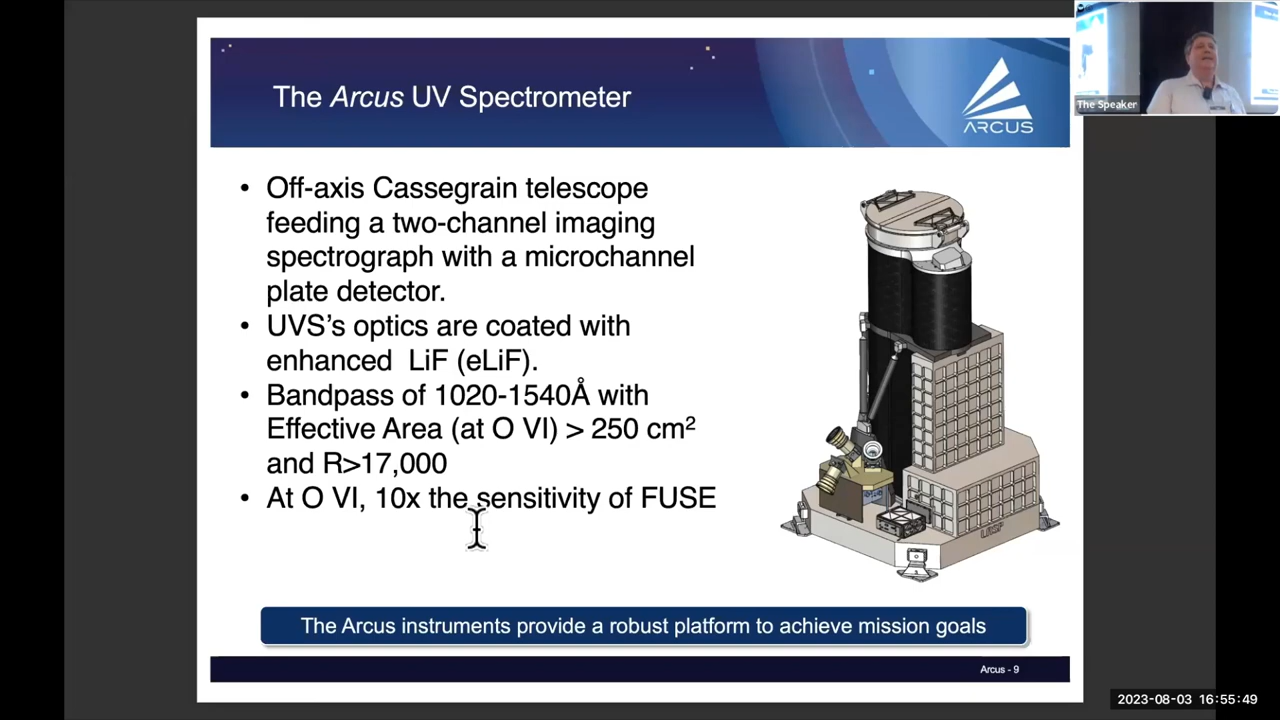 The Arcus UV Spectrometer
ARCUS
The Speaker
• Off-axis Cassegrain telescope
feeding a two-channel imaging
spectrograph with a microchannel
plate detector.
• UVS’s optics are coated with
enhanced LiF (eLiF).
• Bandpass of 1020-1540Å with
Effective Area (at O VI) > 250 cm²
and R>17,000
• At O VI, 10x the sensitivity of FUSE
The Arcus instruments provide a robust platform to achieve mission goals
Arcus - 9
2023-08-03 16:55:49